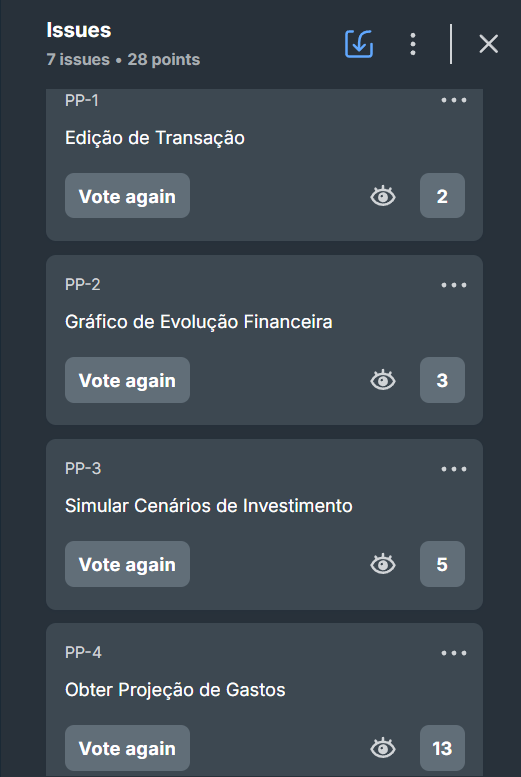 Issues
7 issues • 28 points
PP-1
Edição de Transação
Vote again
2
PP-2
Gráfico de Evolução Financeira
Vote again
3
PP-3
Simular Cenários de Investimento
Vote again
5
PP-4
Obter Projeção de Gastos
Vote again
13